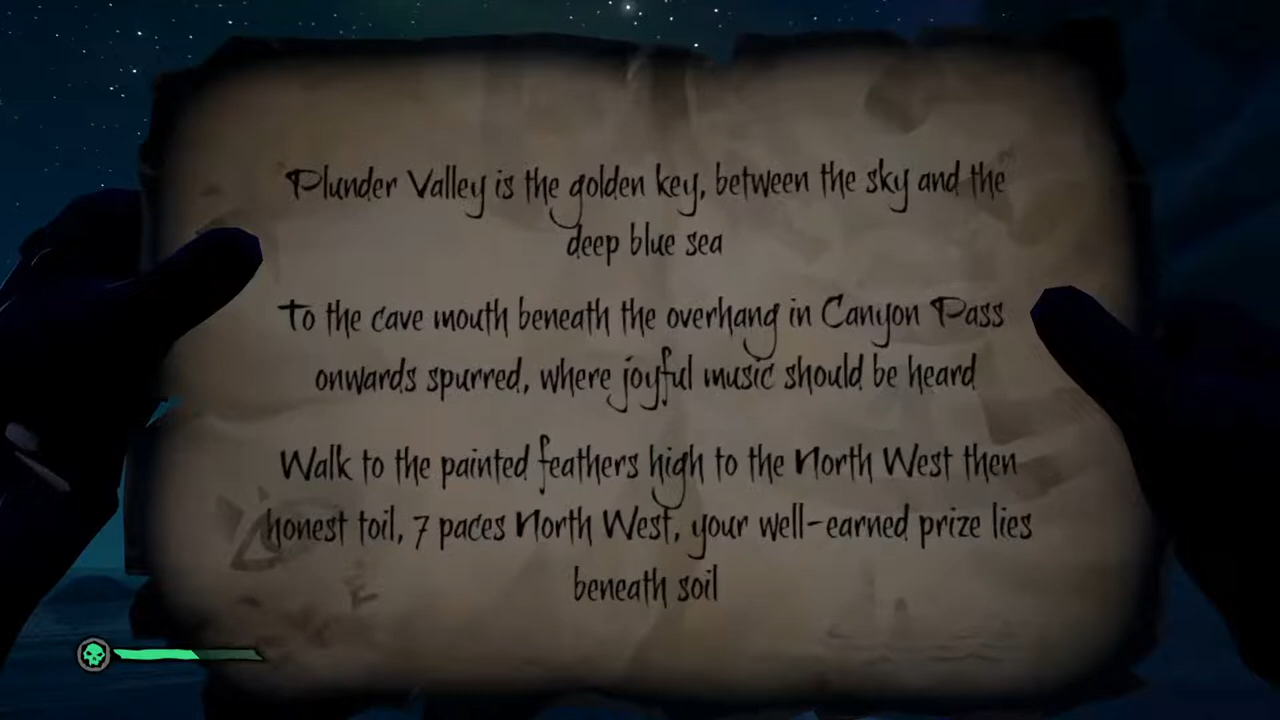 Plunder Valley is the golden key, between the sky and the
deep blue sea
To the cave mouth beneath the overhang in Canyon Pass
onwards spurred, where joyful music should be heard
Walk to the painted feathers high to the North West then
honest toil, 7 paces North West, your well-earned prize lies
beneath soil